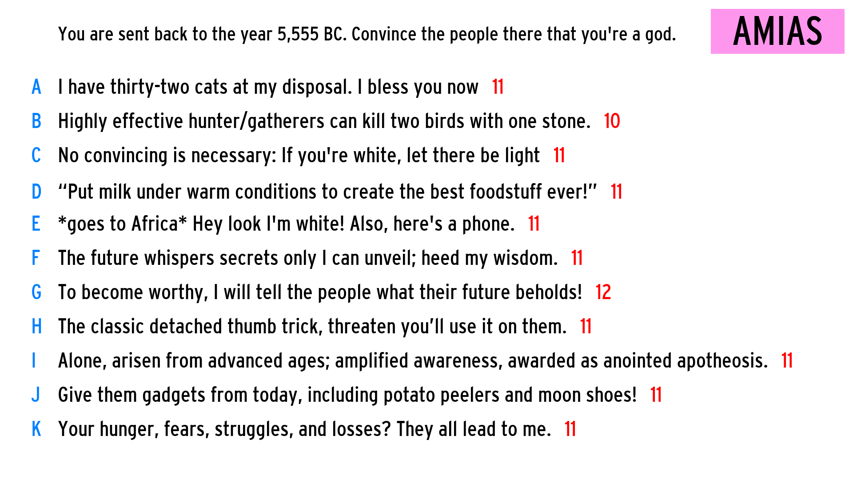 You are sent back to the year 5,555 BC. Convince the people there that you're a god.
AMIAS
A I have thirty-two cats at my disposal. I bless you now 11
B Highly effective hunter/gatherers can kill two birds with one stone. 10
C No convincing is necessary: If you're white, let there be light 11
D “Put milk under warm conditions to create the best foodstuff ever!” 11
E *goes to Africa* Hey look I'm white! Also, here's a phone. 11
F The future whispers secrets only I can unveil; heed my wisdom. 11
G To become worthy, I will tell the people what their future beholds! 12
H The classic detached thumb trick, threaten you’ll use it on them. 11
I Alone, arisen from advanced ages; amplified awareness, awarded as anointed apotheosis. 11
J Give them gadgets from today, including potato peelers and moon shoes! 11
K Your hunger, fears, struggles, and losses? They all lead to me. 11